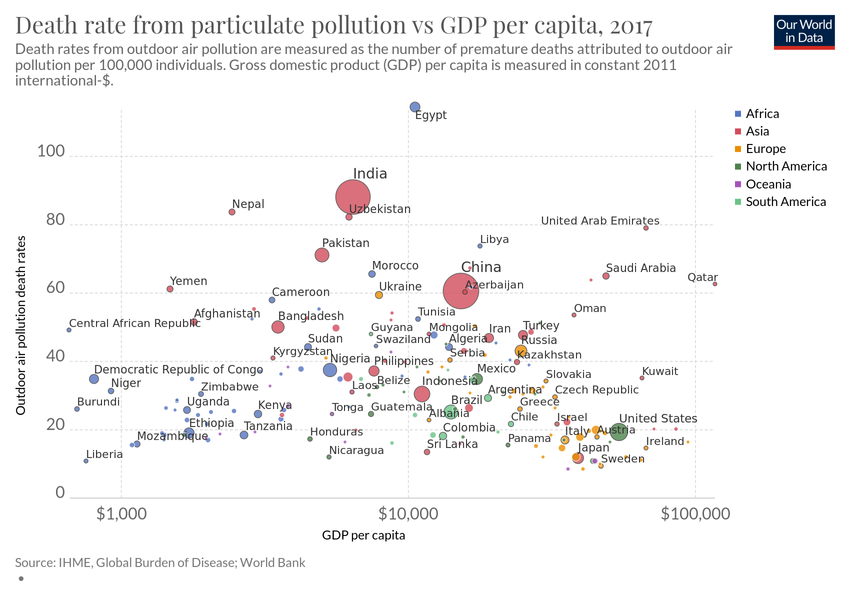 Death rate from particulate pollution vs GDP per capita, 2017
Our World
in Data
Death rates from outdoor air pollution are measured as the number of premature deaths attributed to outdoor air
pollution per 100,000 individuals. Gross domestic product (GDP) per capita is measured in constant 2011
international-$.
Africa
Asia
Europe
North America
Oceania
South America
Outdoor air pollution death rates
100
80
60
40
20
0
Egypt
India
Nepal
Uzbekistan
United Arab Emirates
Pakistan
Libya
Morocco
China
Saudi Arabia
Yemen
Ukraine
Azerbaijan
Qatar
Cameroon
Afghanistan
Bangladesh
Tunisia
Oman
Central African Republic
Guyana
Mongolia
Iran
Turkey
Sudan
Swaziland
Algeria
Russia
Kyrgyzstan
Serbia
Kazakhstan
Nigeria
Philippines
Democratic Republic of Congo
Mexico
Slovakia
Kuwait
Niger
Zimbabwe
Laos
Belize
Indonesia
Argentina
Czech Republic
Burundi
Uganda
Kenya
Tonga
Guatemala
Albania
Brazil
Greece
Ethiopia
Tanzania
Colombia
Chile
Israel
United States
Mozambique
Honduras
Sri Lanka
Panama
Italy
Austria
Ireland
Liberia
Nicaragua
Japan
Sweden
$1,000
$10,000
$100,000
GDP per capita
Source: IHME, Global Burden of Disease; World Bank